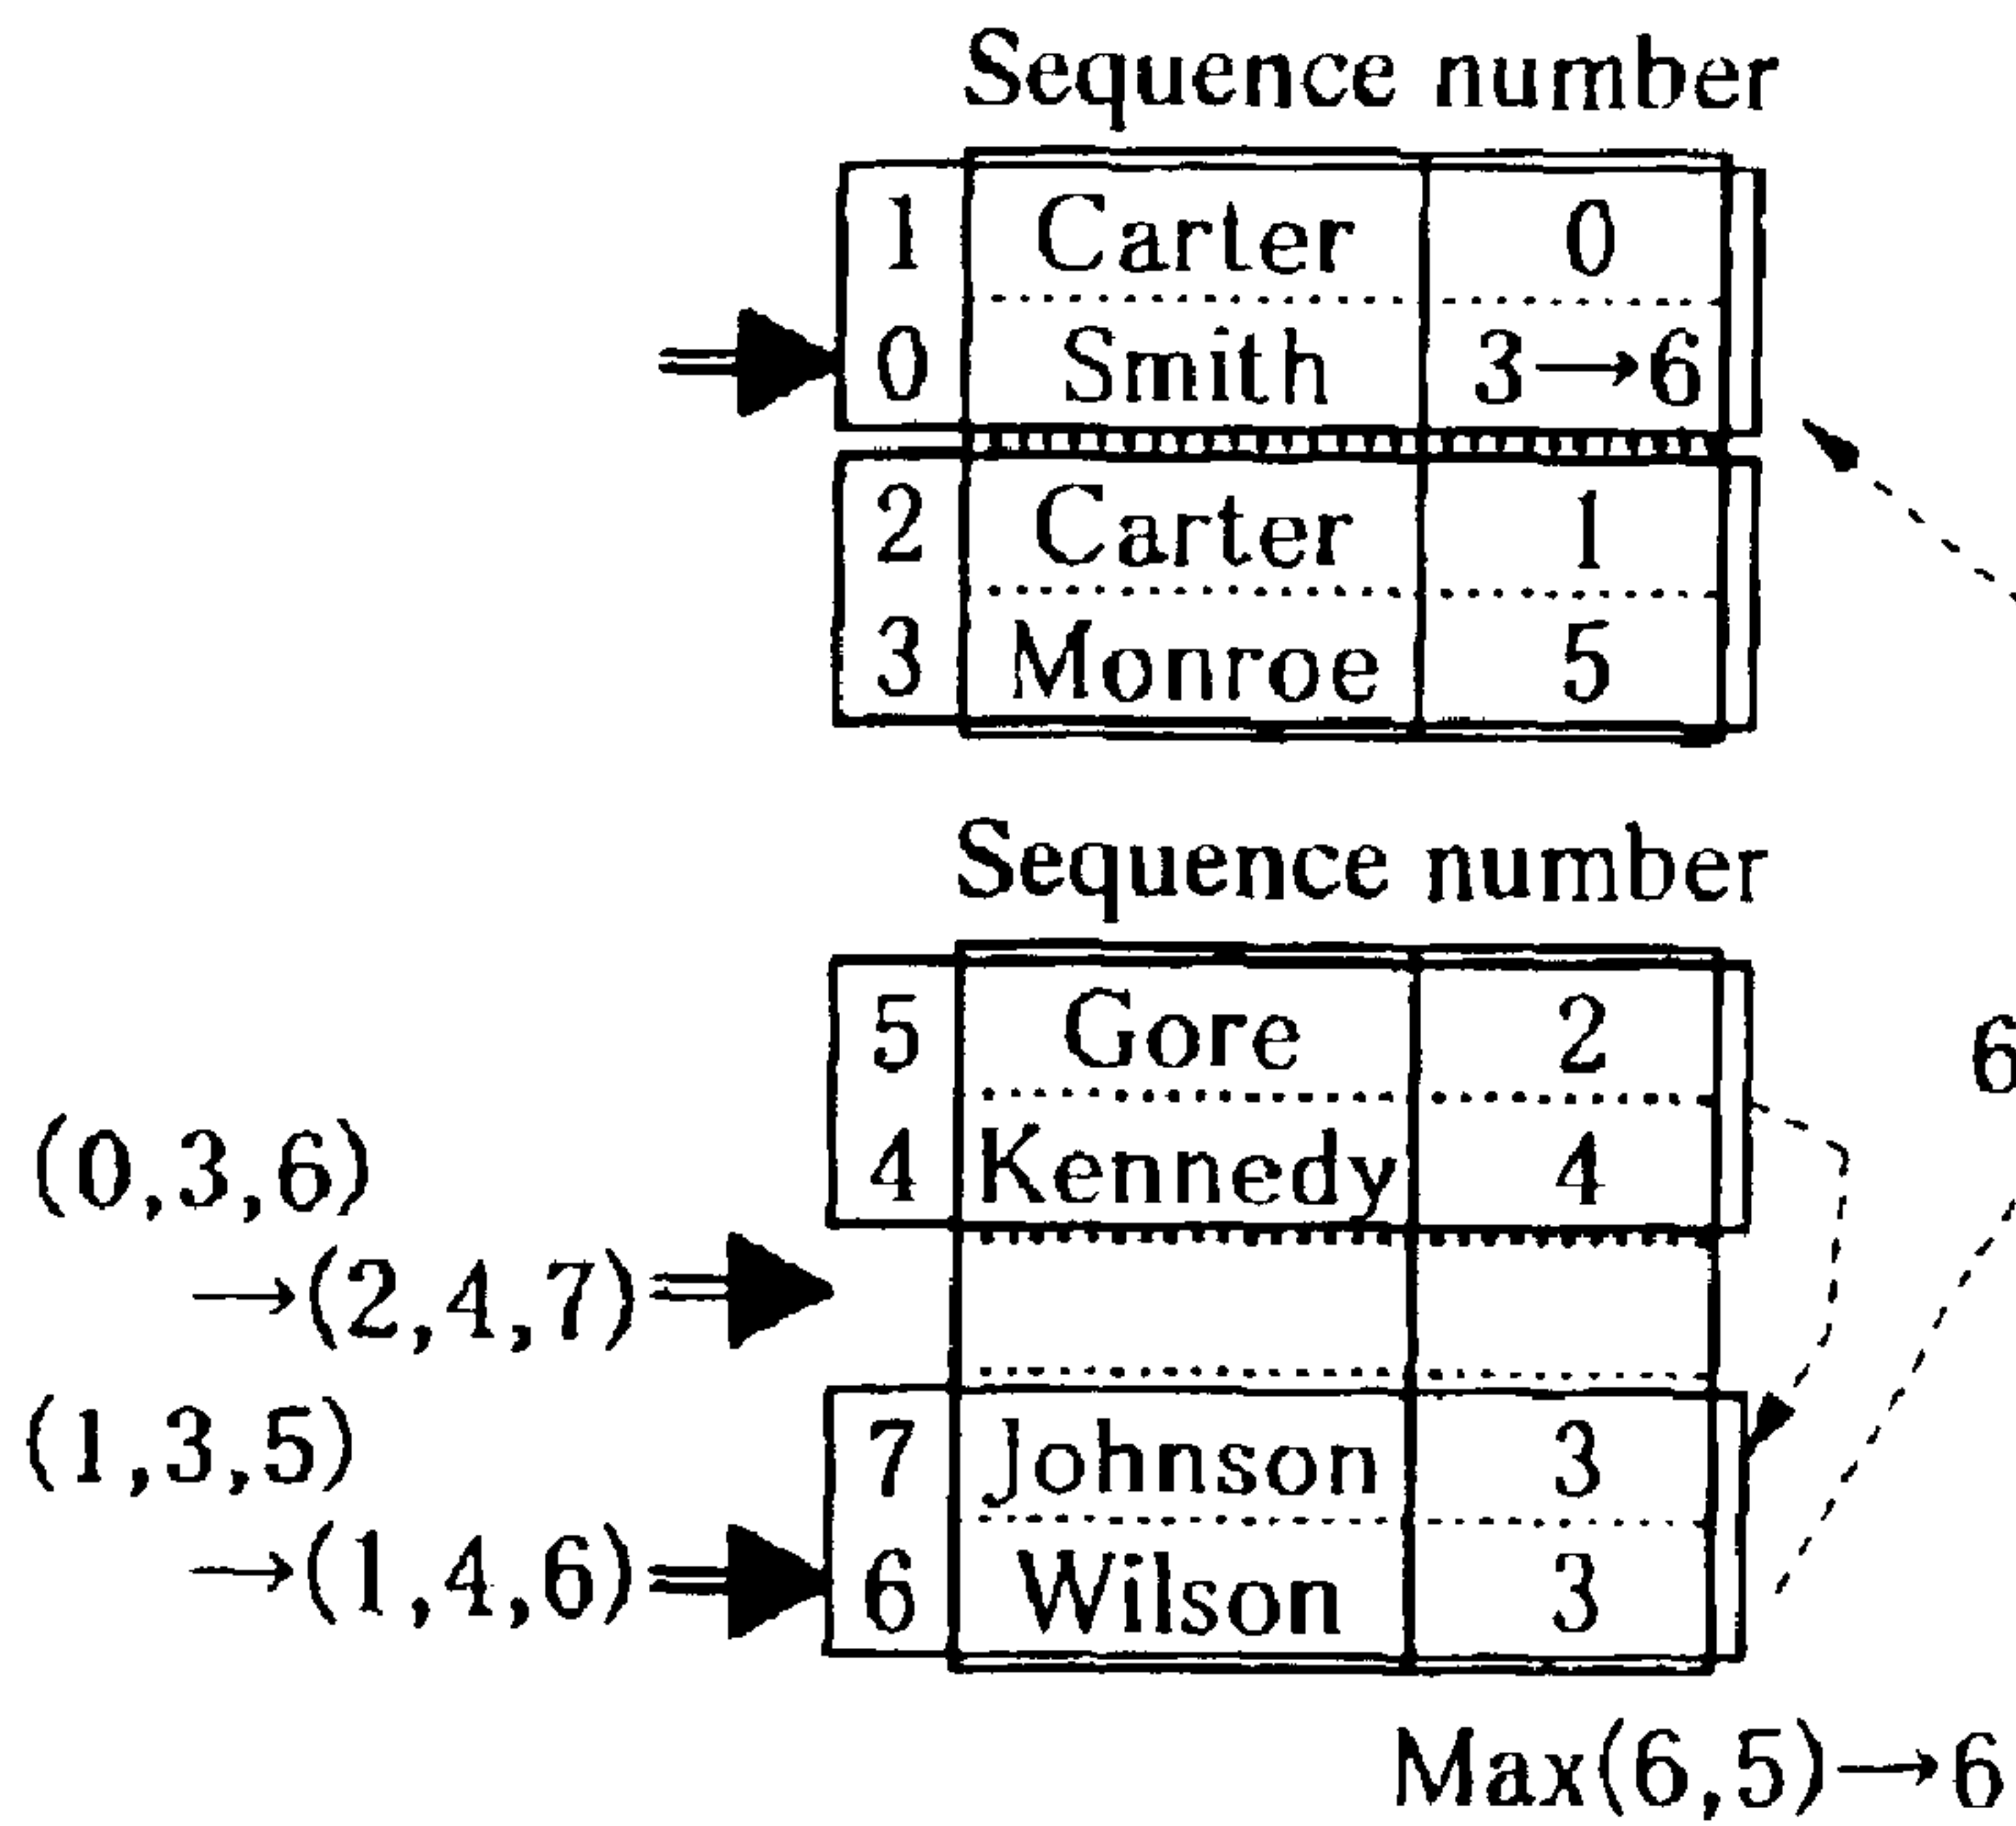 Sequence number
1 Carter 0
0 Smith 3→6
2 Carter 1
3 Monroe 5
Sequence number
5 Gore 2
6
4 Kennedy 4
(0,3,6)
→(2,4,7)
(1,3,5)
7 Johnson 3
→(1,4,6)
6 Wilson 3
Max(6,5)→6